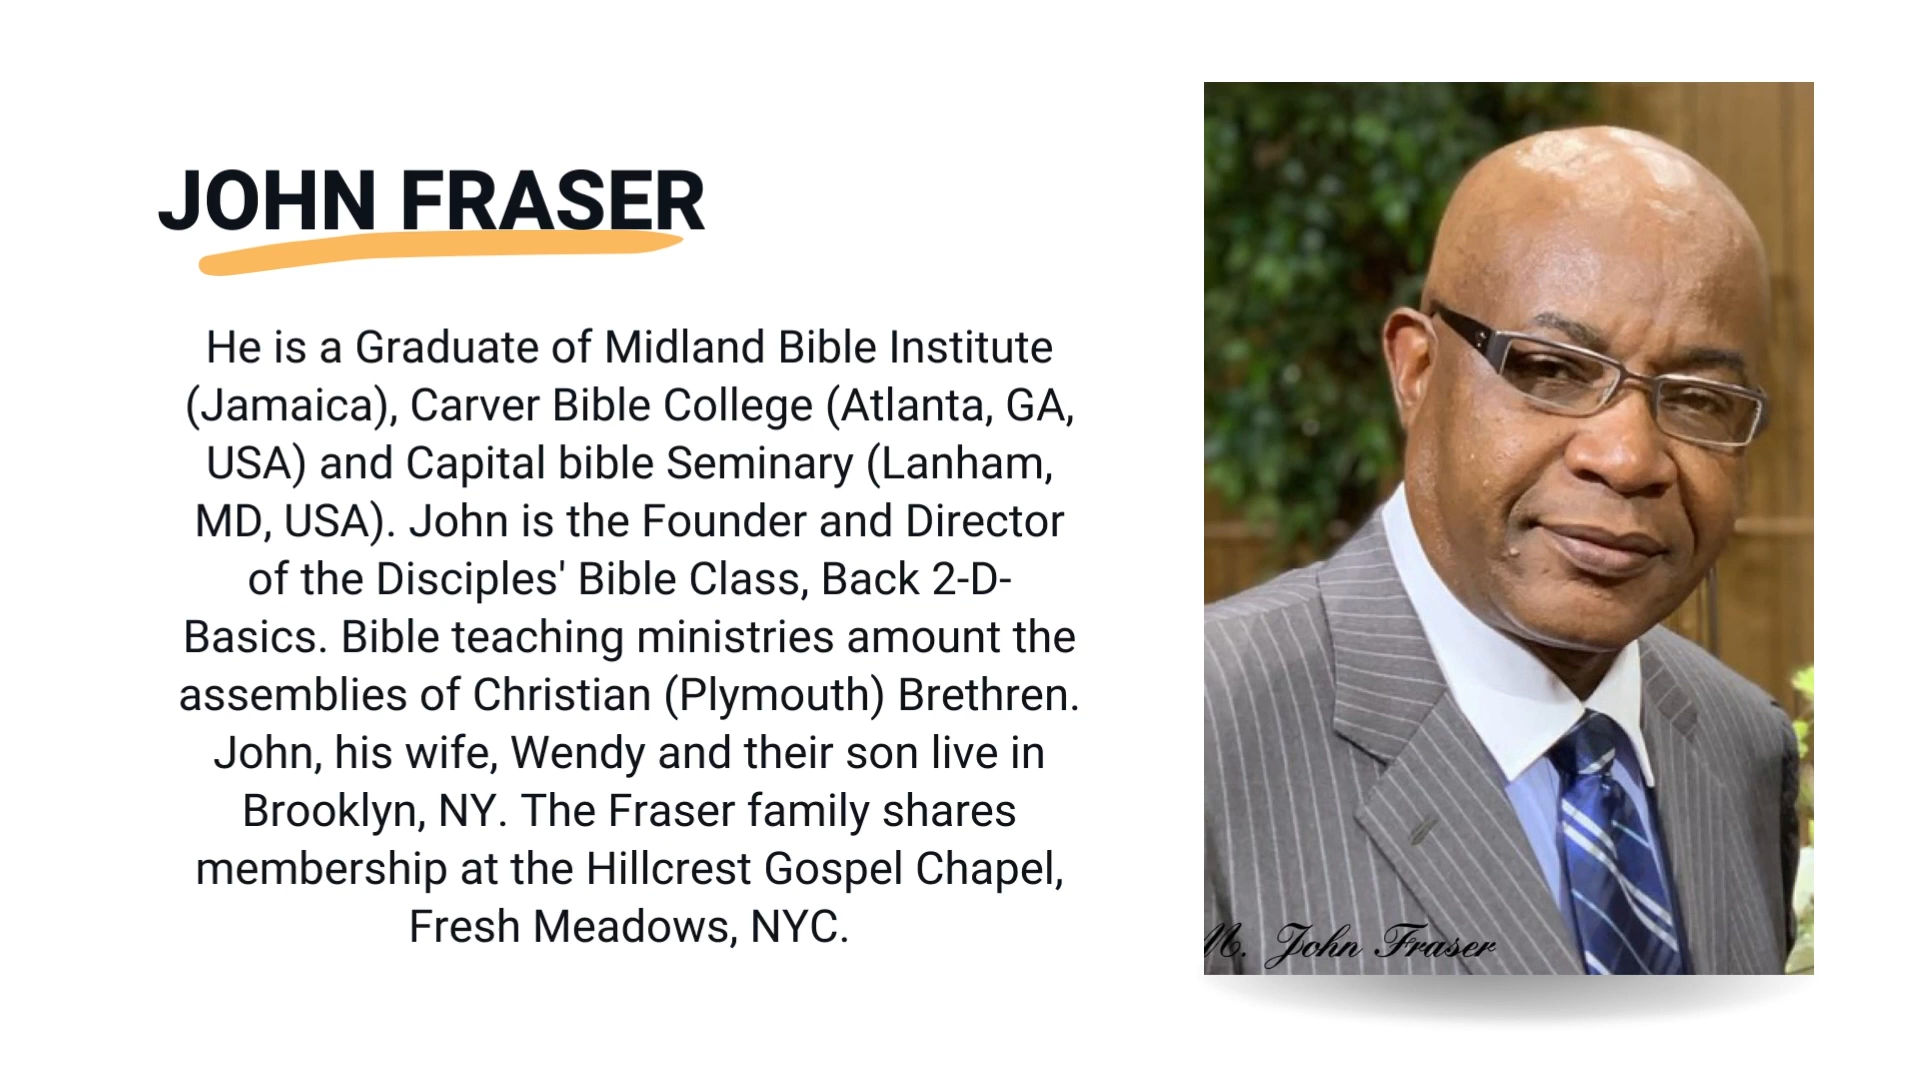 JOHN FRASER
He is a Graduate of Midland Bible Institute
(Jamaica), Carver Bible College (Atlanta, GA,
USA) and Capital bible Seminary (Lanham,
MD, USA). John is the Founder and Director
of the Disciples' Bible Class, Back 2-D-
Basics. Bible teaching ministries amount the
assemblies of Christian (Plymouth) Brethren.
John, his wife, Wendy and their son live in
Brooklyn, NY. The Fraser family shares
membership at the Hillcrest Gospel Chapel,
Fresh Meadows, NYC.
John Fraser